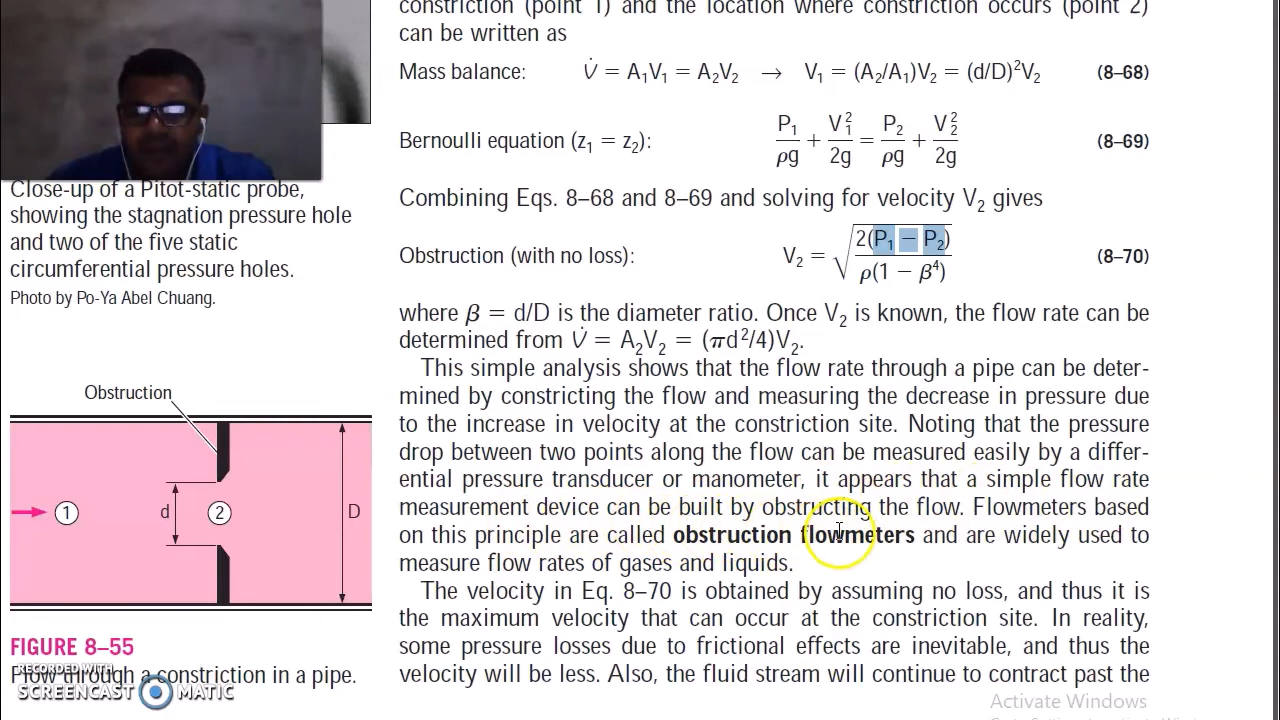 constriction (point 1) and the location where constriction occurs (point 2)
can be written as
Mass balance: V̇ = A₁V₁ = A₂V₂ → V₁ = (A₂/A₁)V₂ = (d/D)²V₂ (8–68)
Bernoulli equation (z₁ = z₂): P₁/ρg + V₁²/2g = P₂/ρg + V₂²/2g (8–69)
Combining Eqs. 8–68 and 8–69 and solving for velocity V₂ gives
Obstruction (with no loss): V₂ = √(2(P₁ − P₂)/ρ(1 − β⁴)) (8–70)
where β = d/D is the diameter ratio. Once V₂ is known, the flow rate can be
determined from V̇ = A₂V₂ = (πd²/4)V₂.
This simple analysis shows that the flow rate through a pipe can be deter-
mined by constricting the flow and measuring the decrease in pressure due
to the increase in velocity at the constriction site. Noting that the pressure
drop between two points along the flow can be measured easily by a differ-
ential pressure transducer or manometer, it appears that a simple flow rate
measurement device can be built by obstructing the flow. Flowmeters based
on this principle are called obstruction flowmeters and are widely used to
measure flow rates of gases and liquids.
The velocity in Eq. 8–70 is obtained by assuming no loss, and thus it is
the maximum velocity that can occur at the constriction site. In reality,
some pressure losses due to frictional effects are inevitable, and thus the
velocity will be less. Also, the fluid stream will continue to contract past the
Close-up of a Pitot-static probe,
showing the stagnation pressure hole
and two of the five static
circumferential pressure holes.
Photo by Po-Ya Abel Chuang.
Obstruction
1
d
2
D
FIGURE 8–55
Flow through a constriction in a pipe.
RECORDED WITH
SCREENCAST MATIC
Activate Windows